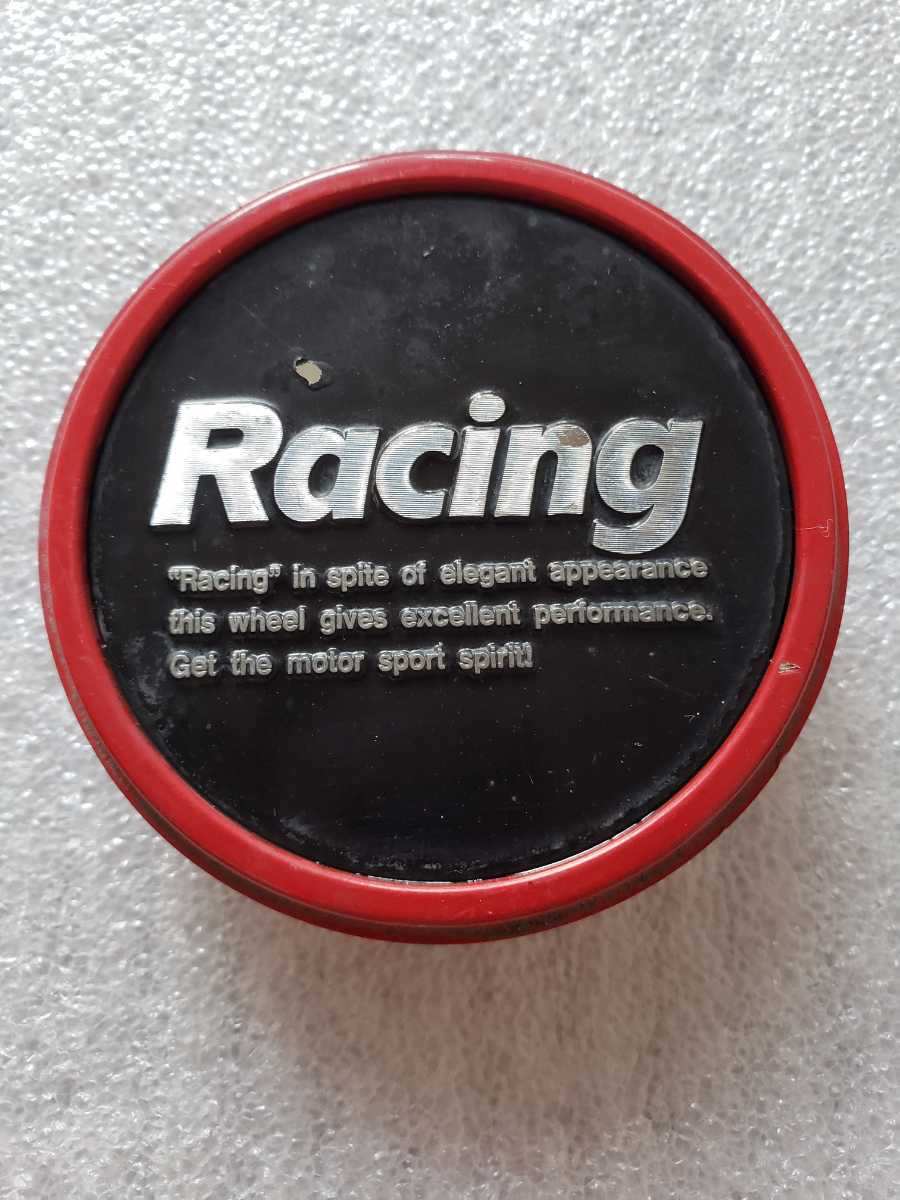 Racing
"Racing" in spite of elegant appearance
this wheel gives excellent performance.
Get the motor sport spirit!